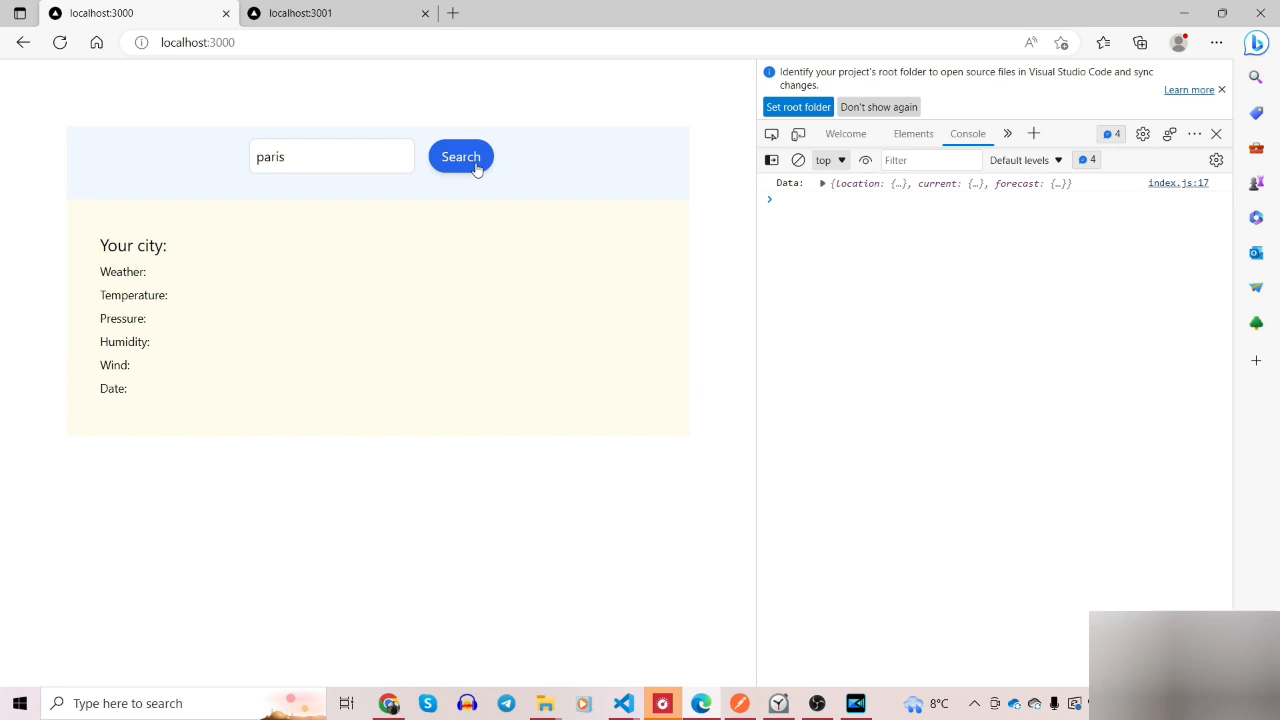 localhost:3000
localhost:3001
localhost:3000
Identify your project's root folder to open source files in Visual Studio Code and sync
changes.
Learn more
Set root folder
Don't show again
Welcome
Elements
Console
4
top
Filter
Default levels
4
Data: {location: {…}, current: {…}, forecast: {…}}
index.js:17
paris
Search
Your city:
Weather:
Temperature:
Pressure:
Humidity:
Wind:
Date:
Type here to search
8°C